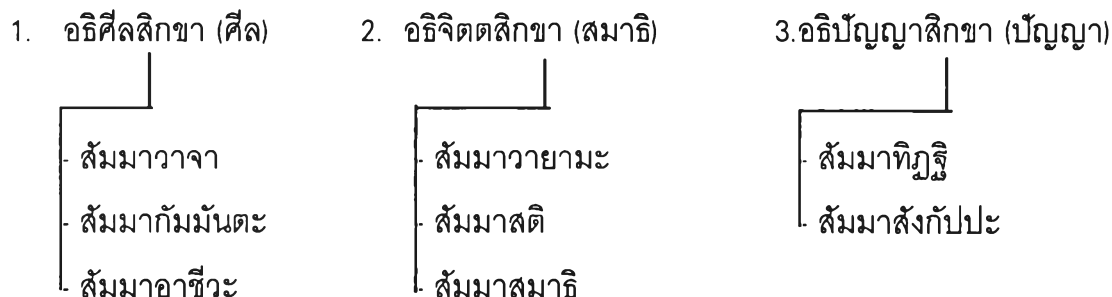 1. อธิศีลสิกขา (ศีล) 2. อธิจิตตสิกขา (สมาธิ) 3.อธิปัญญาสิกขา (ปัญญา)
- สัมมาวาจา - สัมมาวายามะ - สัมมาทิฏฐิ
- สัมมากัมมันตะ - สัมมาสติ - สัมมาสังกัปปะ
- สัมมาอาชีวะ - สัมมาสมาธิ